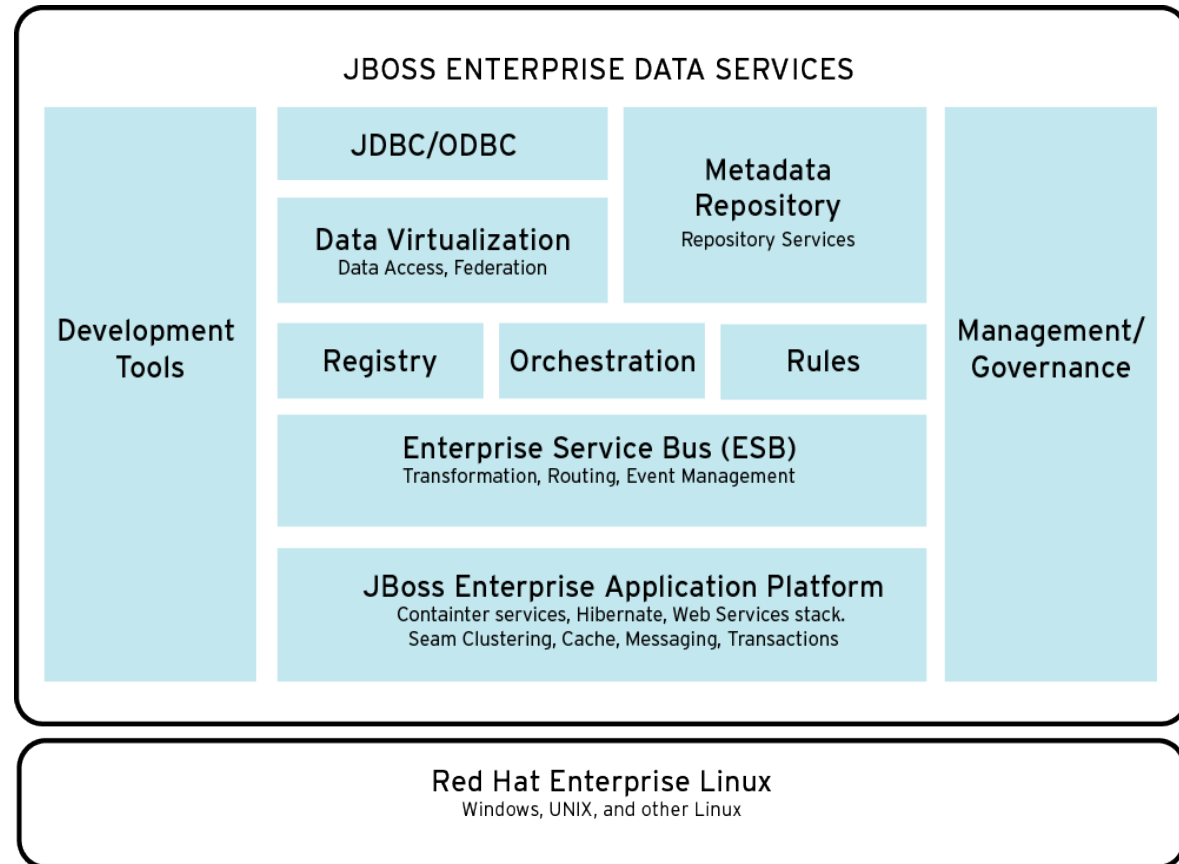 JBOSS ENTERPRISE DATA SERVICES
Development
Tools
JDBC/ODBC
Data Virtualization
Data Access, Federation
Metadata
Repository
Repository Services
Registry
Orchestration
Rules
Enterprise Service Bus (ESB)
Transformation, Routing, Event Management
JBoss Enterprise Application Platform
Containter services, Hibernate, Web Services stack.
Seam Clustering, Cache, Messaging, Transactions
Management/
Governance
Red Hat Enterprise Linux
Windows, UNIX, and other Linux